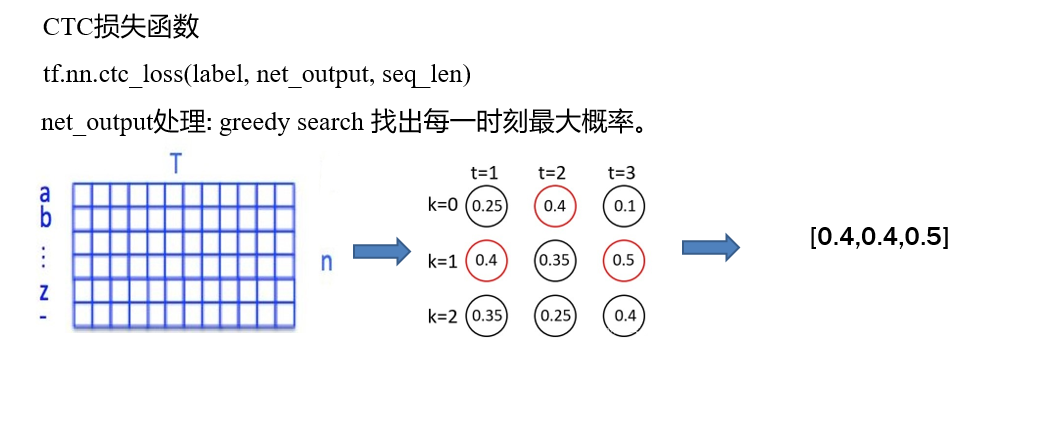 CTC损失函数
tf.nn.ctc_loss(label, net_output, seq_len)
net_output处理: greedy search 找出每一时刻最大概率。
T
a
b
⋮
z
-
n
t=1 t=2 t=3
k=0 0.25 0.4 0.1
k=1 0.4 0.35 0.5
k=2 0.35 0.25 0.4
[0.4,0.4,0.5]